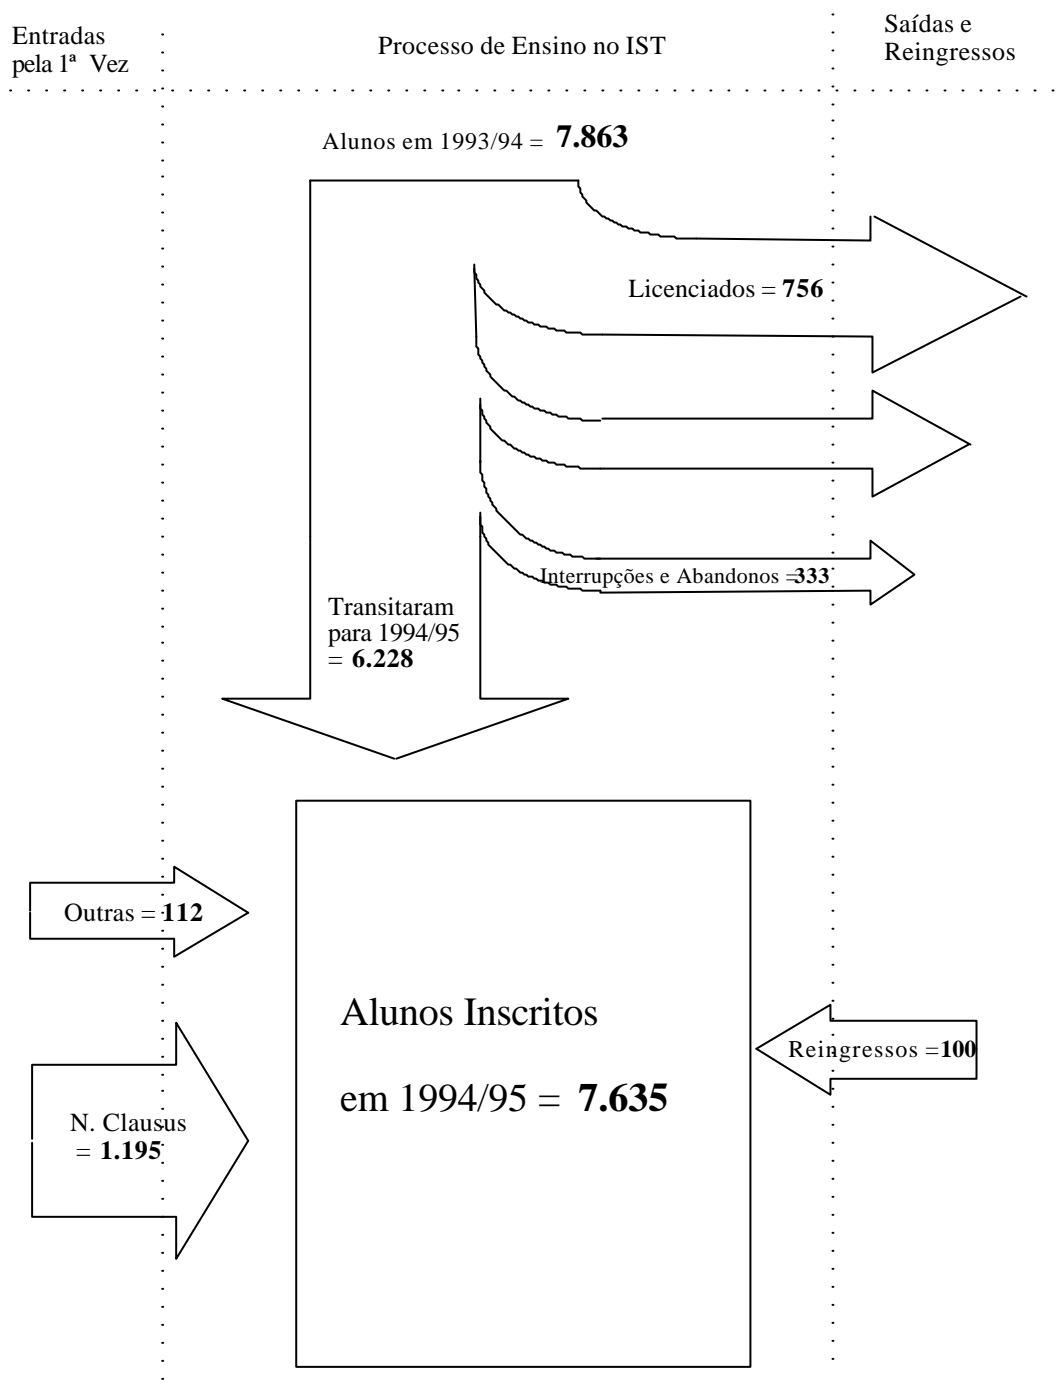 Entradas
pela 1ª Vez
Processo de Ensino no IST
Saídas e
Reingressos
Alunos em 1993/94 = 7.863
Licenciados = 756
Interrupções e Abandonos =333
Transitaram
para 1994/95
= 6.228
Outras = 112
Alunos Inscritos
em 1994/95 = 7.635
Reingressos =100
N. Clausus
= 1.195